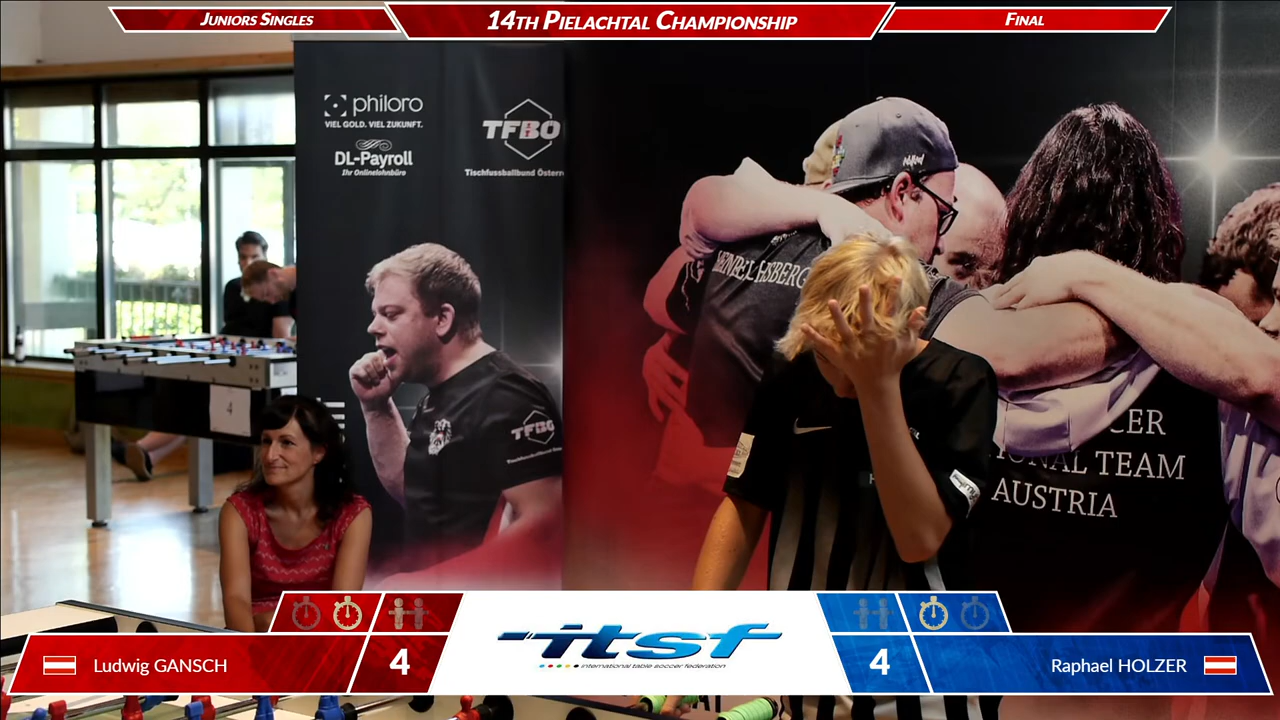 Juniors Singles
14th Pielachtal Championship
Final
philoro
VIEL GOLD. VIEL ZUKUNFT.
DL-Payroll
Ihr Onlinelohnbüro
TFBO
Tischfussballbund Österr
TFBO
4
CER
IONAL TEAM
AUSTRIA
itsf
international table soccer federation
Ludwig GANSCH
4
4
Raphael HOLZER